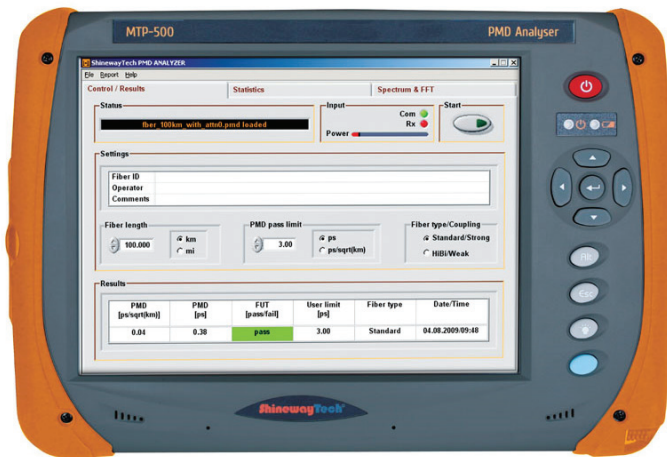 MTP-500 PMD Analyser
ShinewayTech PMD ANALYZER
File Report Help
Control / Results Statistics Spectrum & FFT
Status Input Start
fber_100km_with_attn0.pmd loaded
Com
Rx
Power
Settings
Fiber ID
Operator
Comments
Fiber length PMD pass limit Fiber type/Coupling
100.000 km 3.00 ps Standard/Strong
mi ps/sqrt(km) HiBi/Weak
Results
PMD PMD FUT User limit Fiber type Date/Time
[ps/sqrt(km)] [ps] [pass/fail] [ps]
0.04 0.38 pass 3.00 Standard 04.08.2009/09:48
Alt
Esc
ShinewayTech®